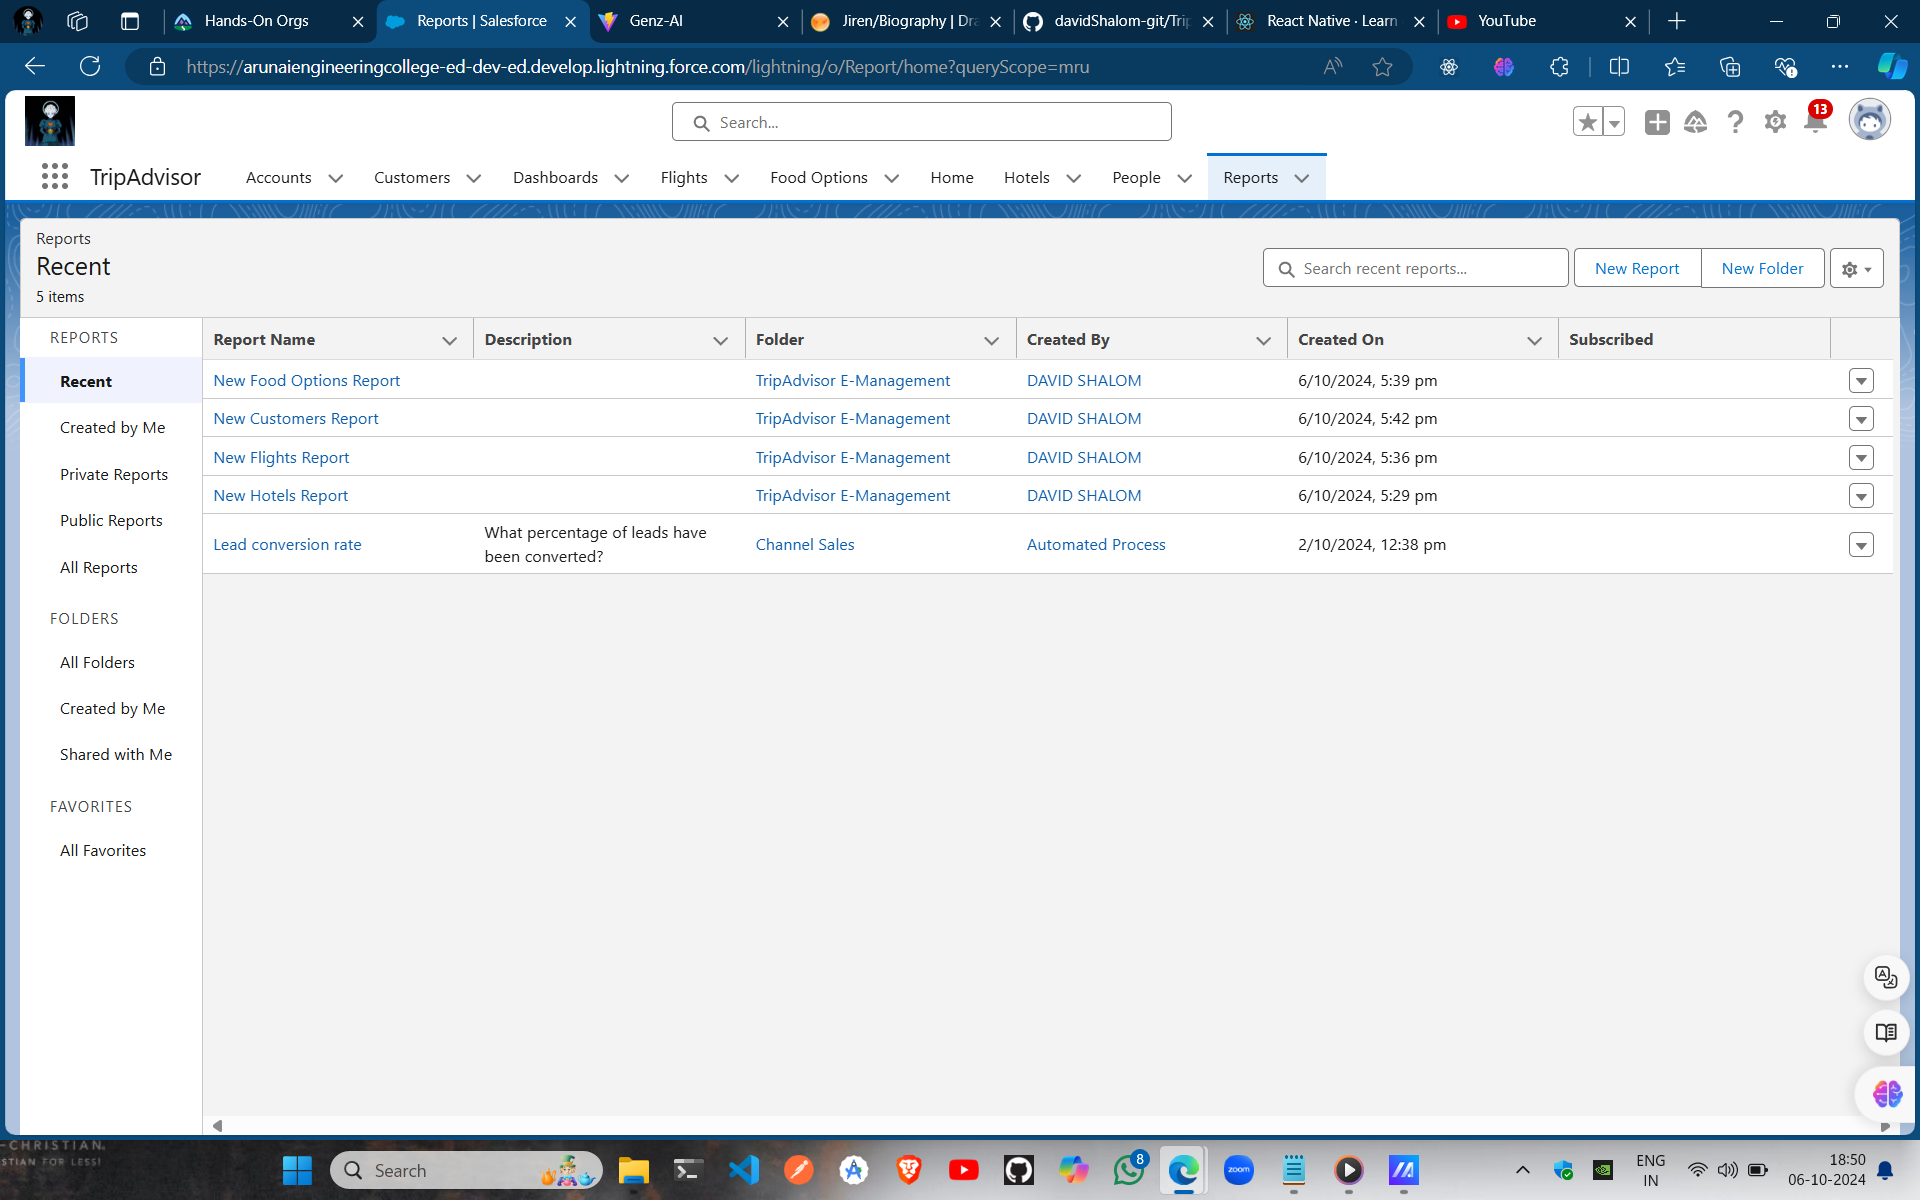 Hands-On Orgs
Reports | Salesforce
Genz-AI
Jiren/Biography | Dra
davidShalom-git/Trip
React Native · Learn
YouTube
https://arunaiengineeringcollege-ed-dev-ed.develop.lightning.force.com/lightning/o/Report/home?queryScope=mru
Search...
13
TripAdvisor
Accounts
Customers
Dashboards
Flights
Food Options
Home
Hotels
People
Reports
Reports
Recent
5 items
Search recent reports...
New Report
New Folder
REPORTS
Recent
Created by Me
Private Reports
Public Reports
All Reports
FOLDERS
All Folders
Created by Me
Shared with Me
FAVORITES
All Favorites
Report Name Description Folder Created By Created On Subscribed
New Food Options Report TripAdvisor E-Management DAVID SHALOM 6/10/2024, 5:39 pm
New Customers Report TripAdvisor E-Management DAVID SHALOM 6/10/2024, 5:42 pm
New Flights Report TripAdvisor E-Management DAVID SHALOM 6/10/2024, 5:36 pm
New Hotels Report TripAdvisor E-Management DAVID SHALOM 6/10/2024, 5:29 pm
Lead conversion rate What percentage of leads have been converted? Channel Sales Automated Process 2/10/2024, 12:38 pm
-CHRISTIAN.
STIAN FOR LESS!
Search
8
zoom
ENG
IN
18:50
06-10-2024